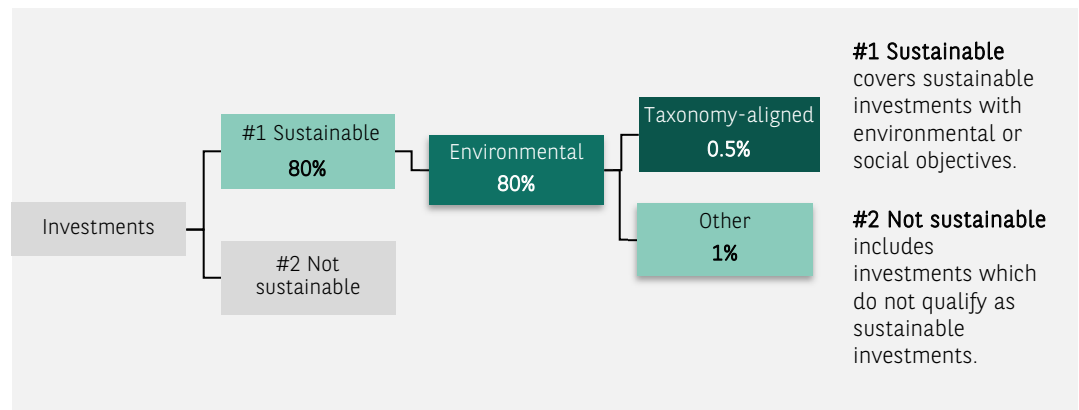 Investments
#1 Sustainable
80%
#2 Not
sustainable
Environmental
80%
Taxonomy-aligned
0.5%
Other
1%
#1 Sustainable
covers sustainable
investments with
environmental or
social objectives.
#2 Not sustainable
includes
investments which
do not qualify as
sustainable
investments.